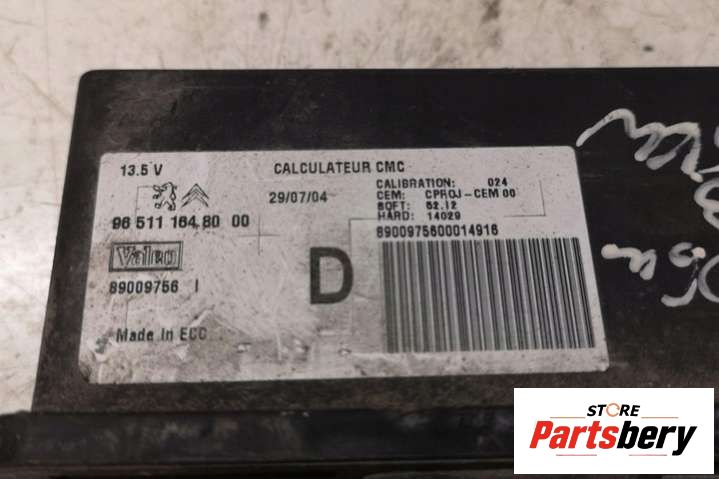 13.5 V
CALCULATEUR CMC
29/07/04
CALIBRATION: 024
CEM: CPROJ-CEM 00
SOFT: 52.12
HARD: 14029
96 511 164 80 00
8900975600014916
Valeo
89009756 I
D
Made in ECC
STORE
Partsbery